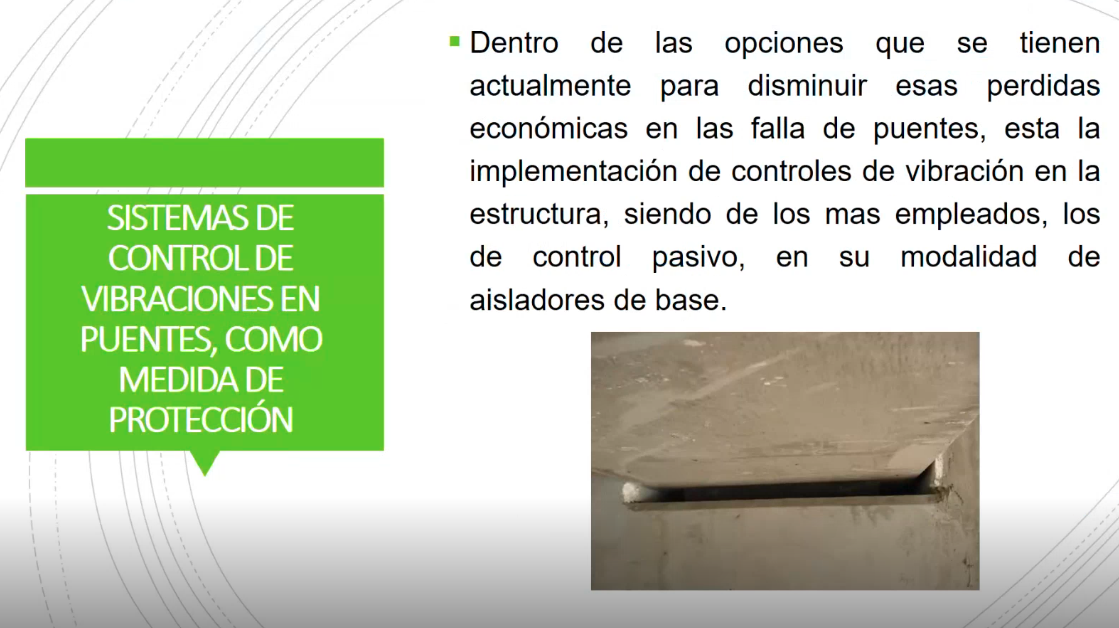 SISTEMAS DE
CONTROL DE
VIBRACIONES EN
PUENTES, COMO
MEDIDA DE
PROTECCIÓN
Dentro de las opciones que se tienen
actualmente para disminuir esas perdidas
económicas en las falla de puentes, esta la
implementación de controles de vibración en la
estructura, siendo de los mas empleados, los
de control pasivo, en su modalidad de
aisladores de base.